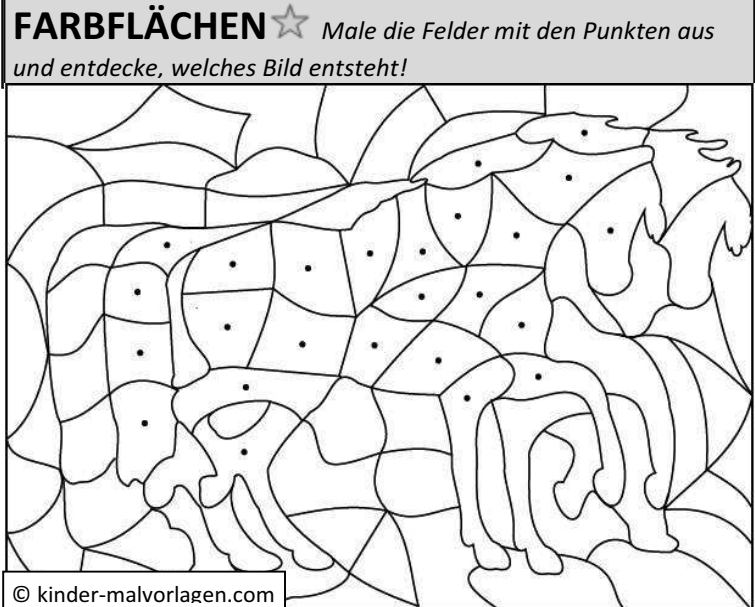 FARBFLÄCHEN Male die Felder mit den Punkten aus
und entdecke, welches Bild entsteht!
© kinder-malvorlagen.com